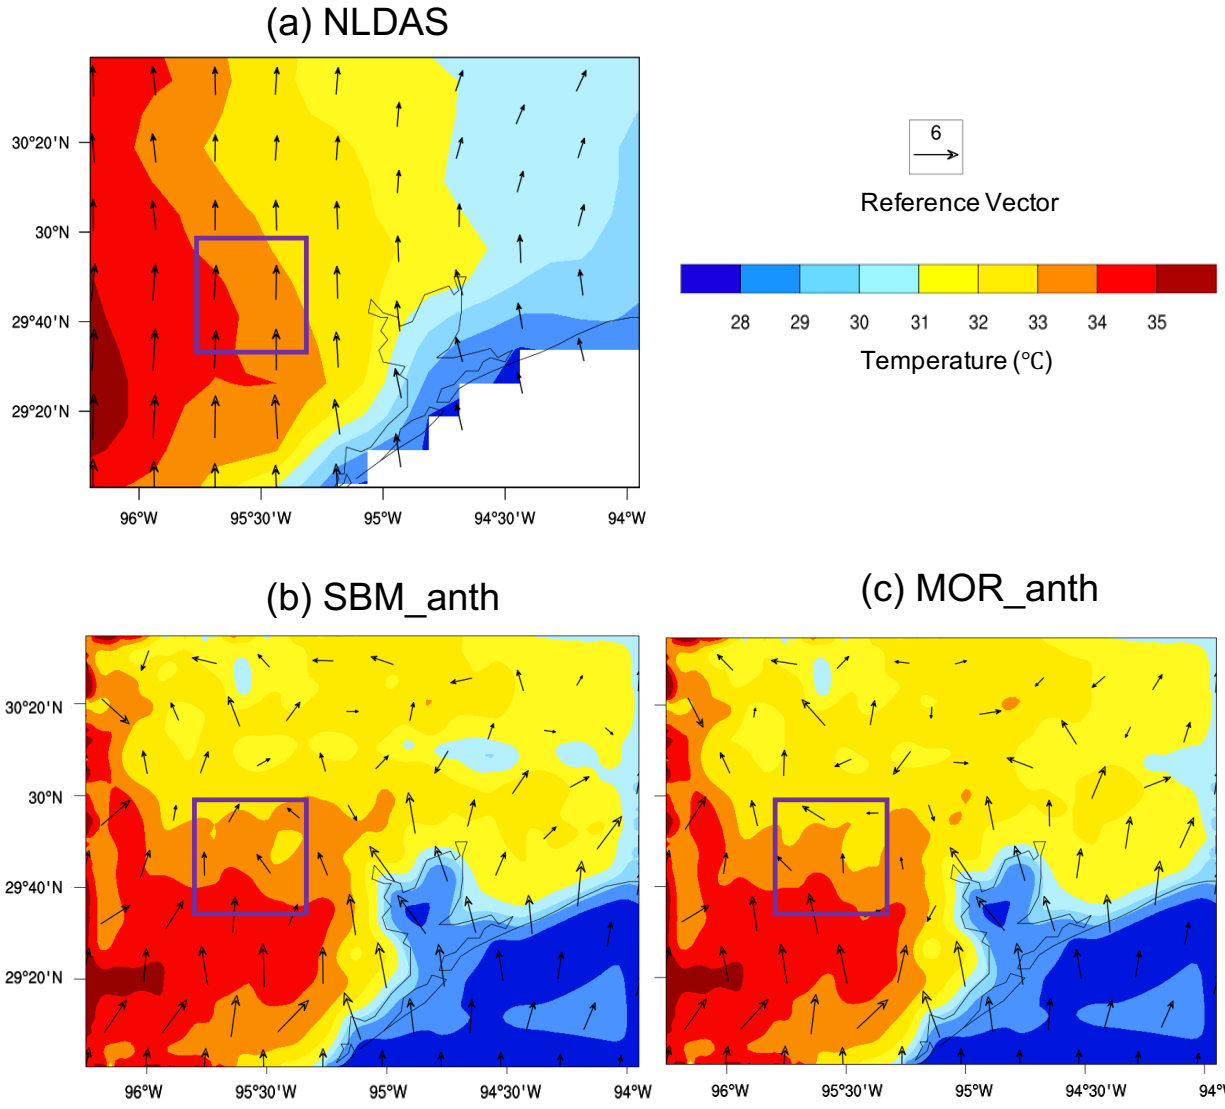 (a) NLDAS
30°20'N
30°N
29°40'N
29°20'N
96°W 95°30'W 95°W 94°30'W 94°W
6
Reference Vector
28 29 30 31 32 33 34 35
Temperature (℃)
(b) SBM_anth
(c) MOR_anth
30°20'N
30°N
29°40'N
29°20'N
96°W 95°30'W 95°W 94°30'W 94°W
96°W 95°30'W 95°W 94°30'W